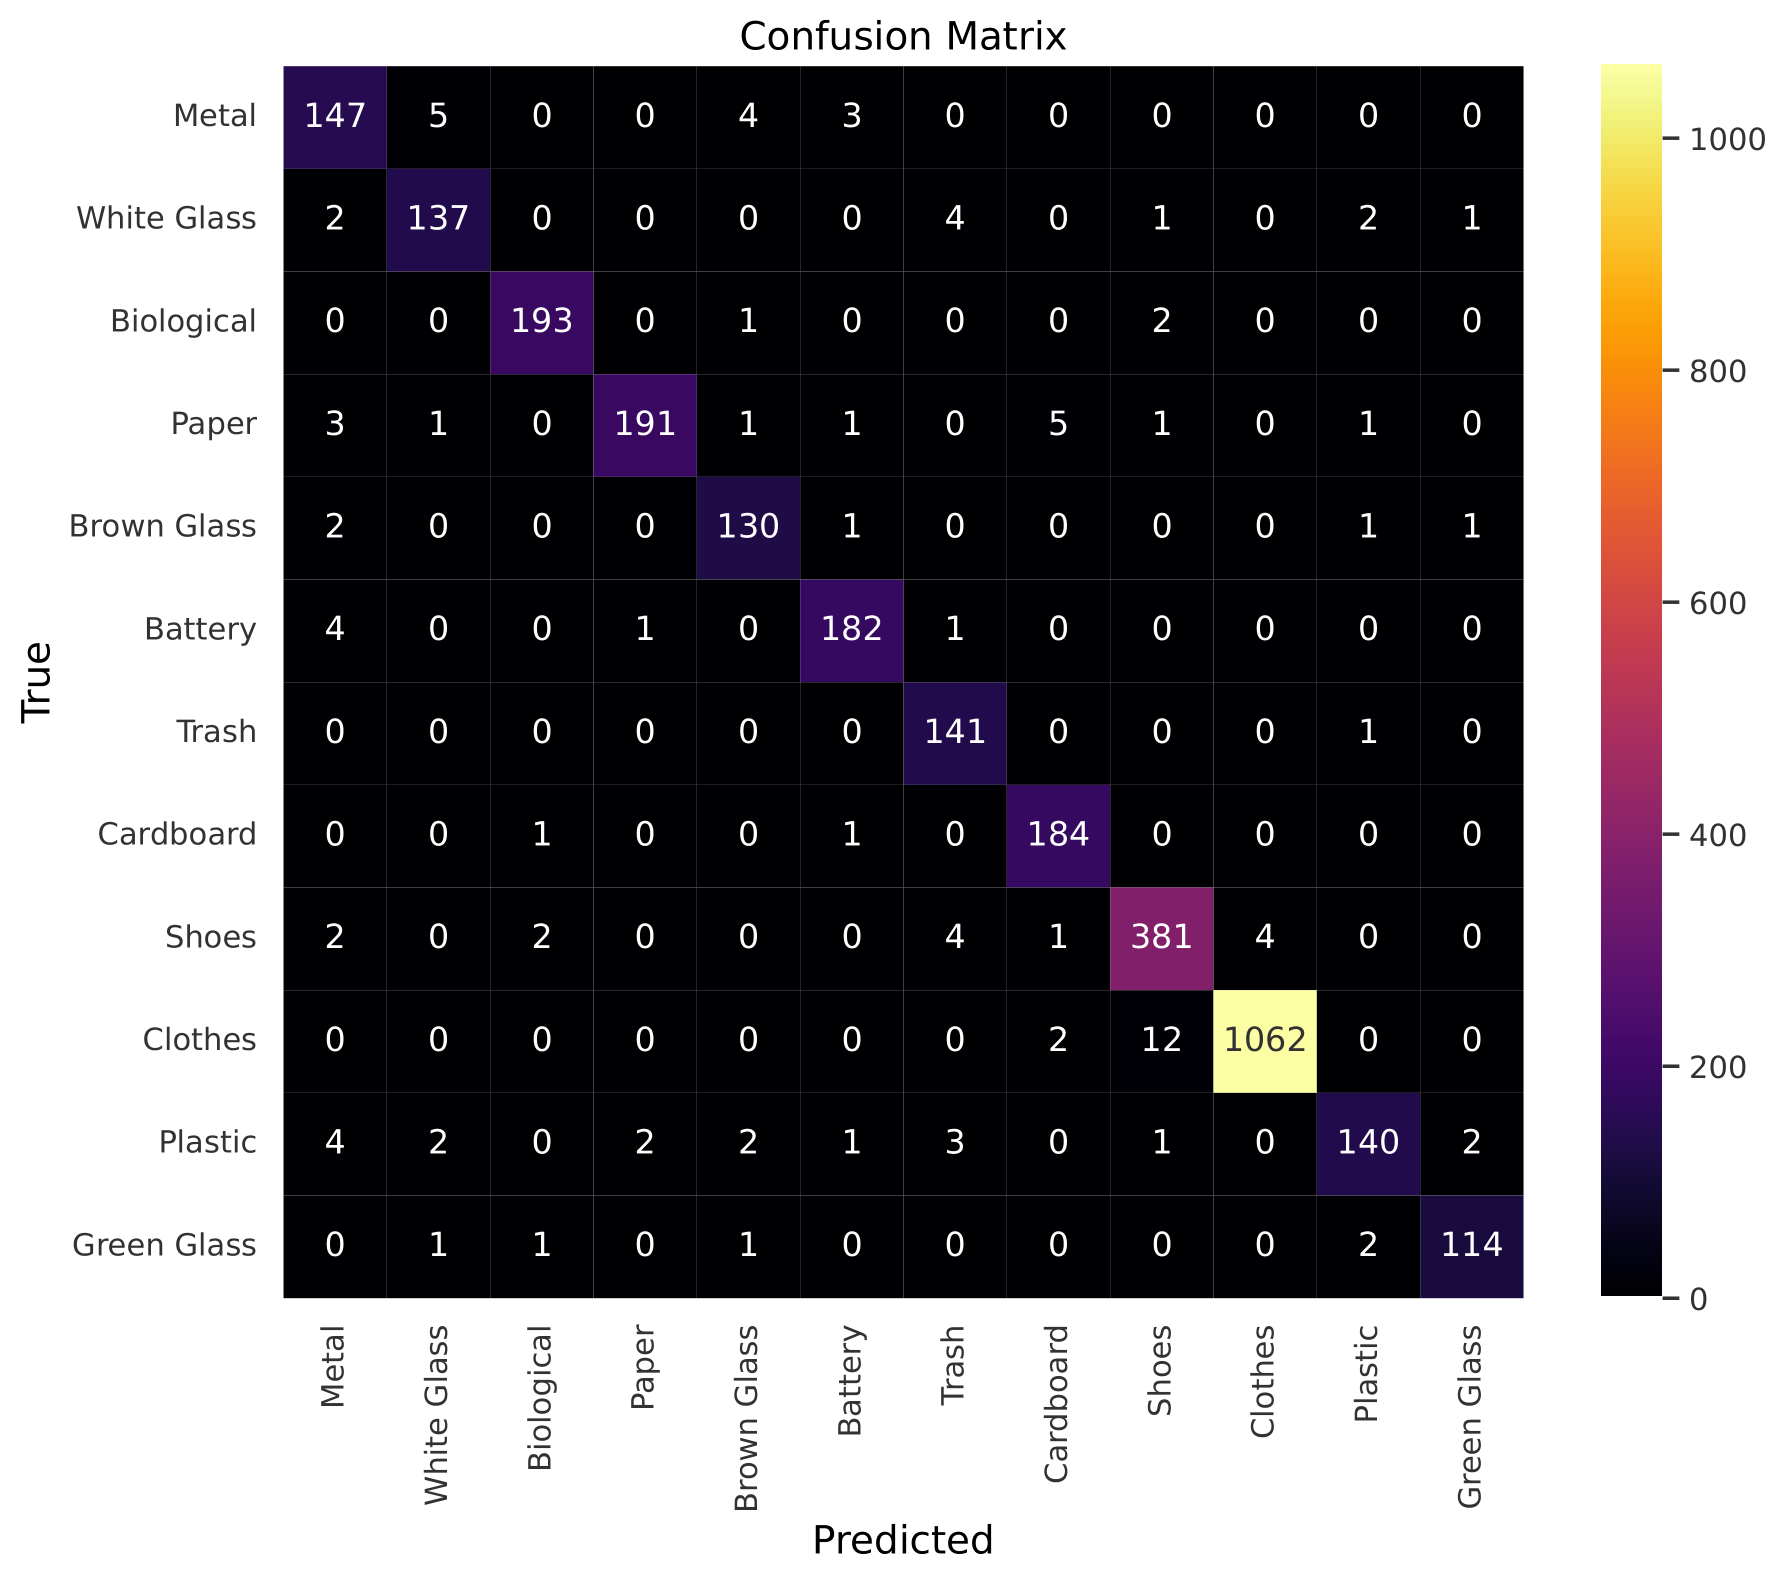 Confusion Matrix
Metal 147 5 0 0 4 3 0 0 0 0 0 0
White Glass 2 137 0 0 0 0 4 0 1 0 2 1
Biological 0 0 193 0 1 0 0 0 2 0 0 0
Paper 3 1 0 191 1 1 0 5 1 0 1 0
Brown Glass 2 0 0 0 130 1 0 0 0 0 1 1
Battery 4 0 0 1 0 182 1 0 0 0 0 0
Trash 0 0 0 0 0 0 141 0 0 0 1 0
Cardboard 0 0 1 0 0 1 0 184 0 0 0 0
Shoes 2 0 2 0 0 0 4 1 381 4 0 0
Clothes 0 0 0 0 0 0 0 2 12 1062 0 0
Plastic 4 2 0 2 2 1 3 0 1 0 140 2
Green Glass 0 1 1 0 1 0 0 0 0 0 2 114
Metal White Glass Biological Paper Brown Glass Battery Trash Cardboard Shoes Clothes Plastic Green Glass
Predicted
True
1000
800
600
400
200
0